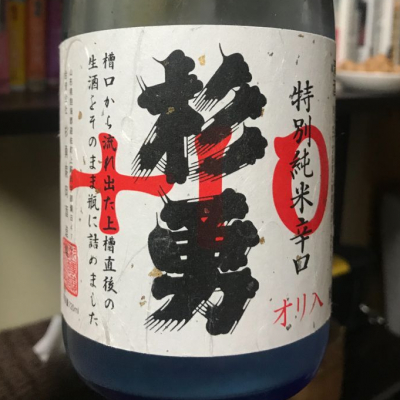 特別純米辛口
オリ入
+10
杉勇
槽口から流れ出た上槽直後の
生酒をそのまま瓶に詰めました